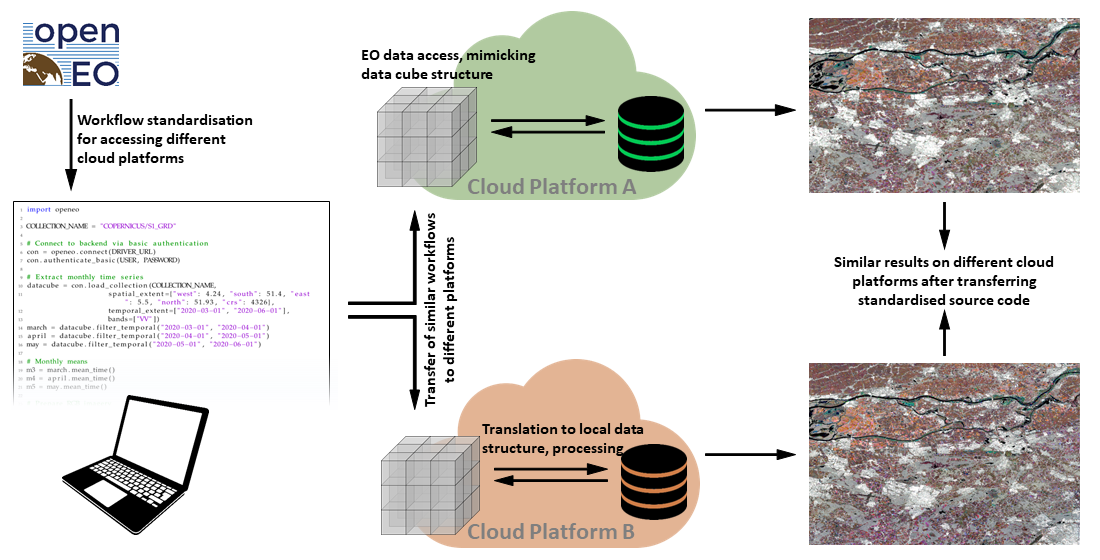 open
EO
Workflow standardisation
for accessing different
cloud platforms
1 import openeo
2
3 COLLECTION_NAME = "COPERNICUS/S1_GRD"
4
5 # Connect to backend via basic authentication
6 con = openeo.connect(DRIVER_URL)
7 con.authenticate_basic(USER, PASSWORD)
8
9 # Extract monthly time series
10 datacube = con.load_collection(COLLECTION_NAME,
11 spatial_extent={"west": 4.24, "south": 51.4, "east
": 5.5, "north": 51.93, "crs": 4326},
12 temporal_extent=["2020-03-01", "2020-06-01"],
13 bands=["VV"])
14 march = datacube.filter_temporal("2020-03-01", "2020-04-01")
15 april = datacube.filter_temporal("2020-04-01", "2020-05-01")
16 may = datacube.filter_temporal("2020-05-01", "2020-06-01")
17
18 # Monthly means
19 m3 = march.mean_time()
20 m4 = april.mean_time()
21 m5 = may.mean_time()
EO data access, mimicking
data cube structure
Cloud Platform A
Transfer of similar workflows
to different platforms
Translation to local data
structure, processing
Cloud Platform B
Similar results on different cloud
platforms after transferring
standardised source code